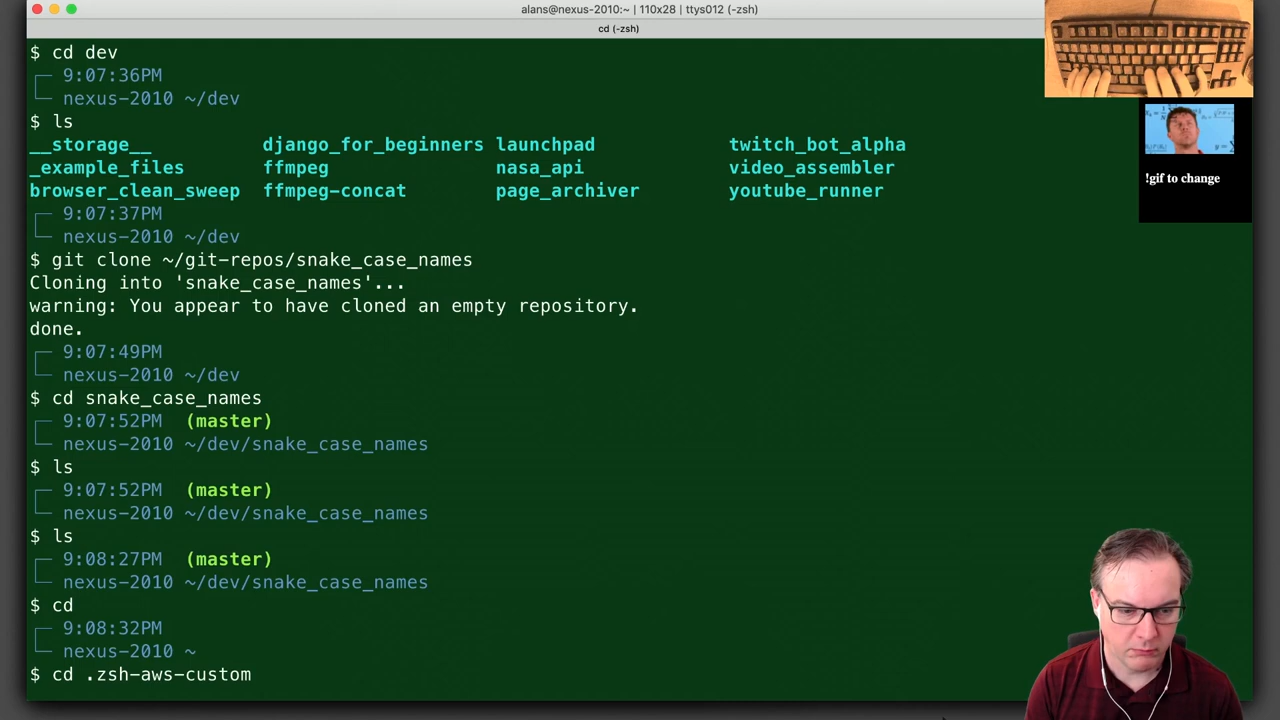 alans@nexus-2010:~ | 110x28 | ttys012 (-zsh)
cd (-zsh)
$ cd dev
9:07:36PM
nexus-2010 ~/dev
$ ls
__storage__ django_for_beginners launchpad twitch_bot_alpha
_example_files ffmpeg nasa_api video_assembler
browser_clean_sweep ffmpeg-concat page_archiver youtube_runner
9:07:37PM
nexus-2010 ~/dev
$ git clone ~/git-repos/snake_case_names
Cloning into 'snake_case_names'...
warning: You appear to have cloned an empty repository.
done.
9:07:49PM
nexus-2010 ~/dev
$ cd snake_case_names
9:07:52PM (master)
nexus-2010 ~/dev/snake_case_names
$ ls
9:07:52PM (master)
nexus-2010 ~/dev/snake_case_names
$ ls
9:08:27PM (master)
nexus-2010 ~/dev/snake_case_names
$ cd
9:08:32PM
nexus-2010 ~
$ cd .zsh-aws-custom
!gif to change